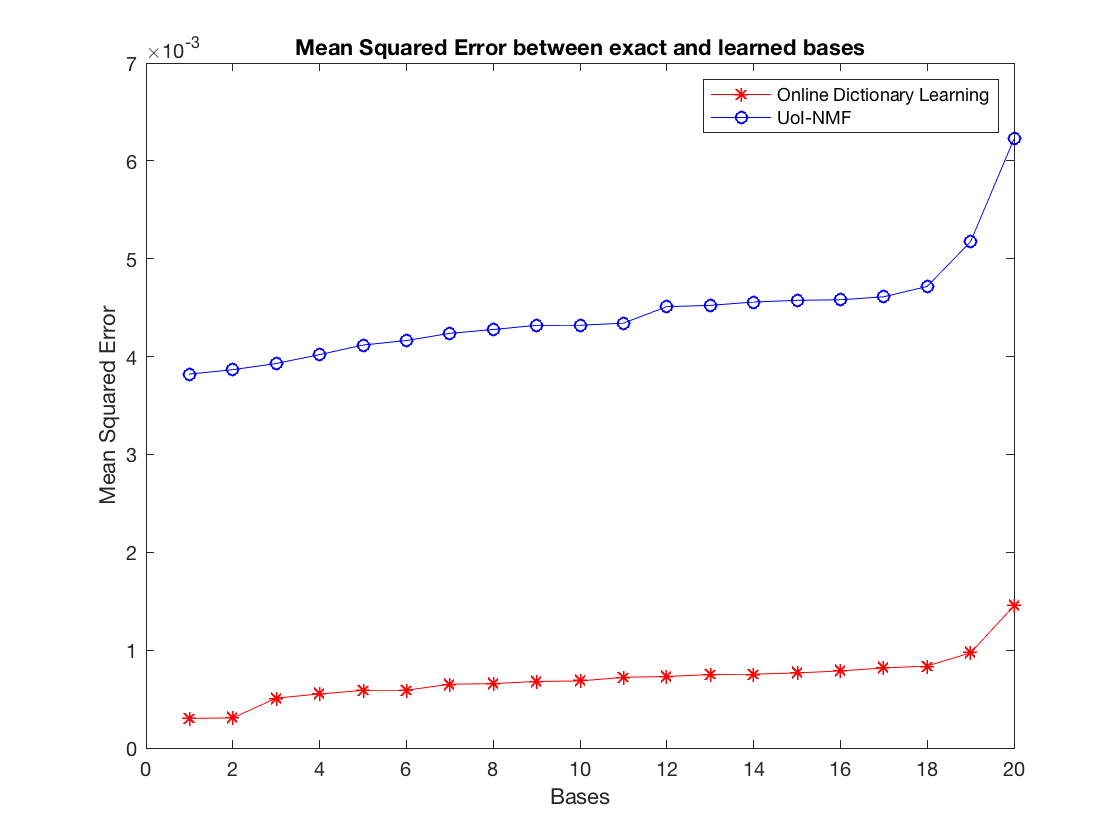 Mean Squared Error between exact and learned bases
×10-3
Online Dictionary Learning
UoI-NMF
7
6
5
4
3
2
1
0
Mean Squared Error
0 2 4 6 8 10 12 14 16 18 20
Bases